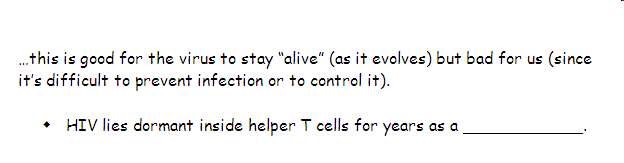 …this is good for the virus to stay "alive" (as it evolves) but bad for us (since
it's difficult to prevent infection or to control it).
• HIV lies dormant inside helper T cells for years as a _______________.